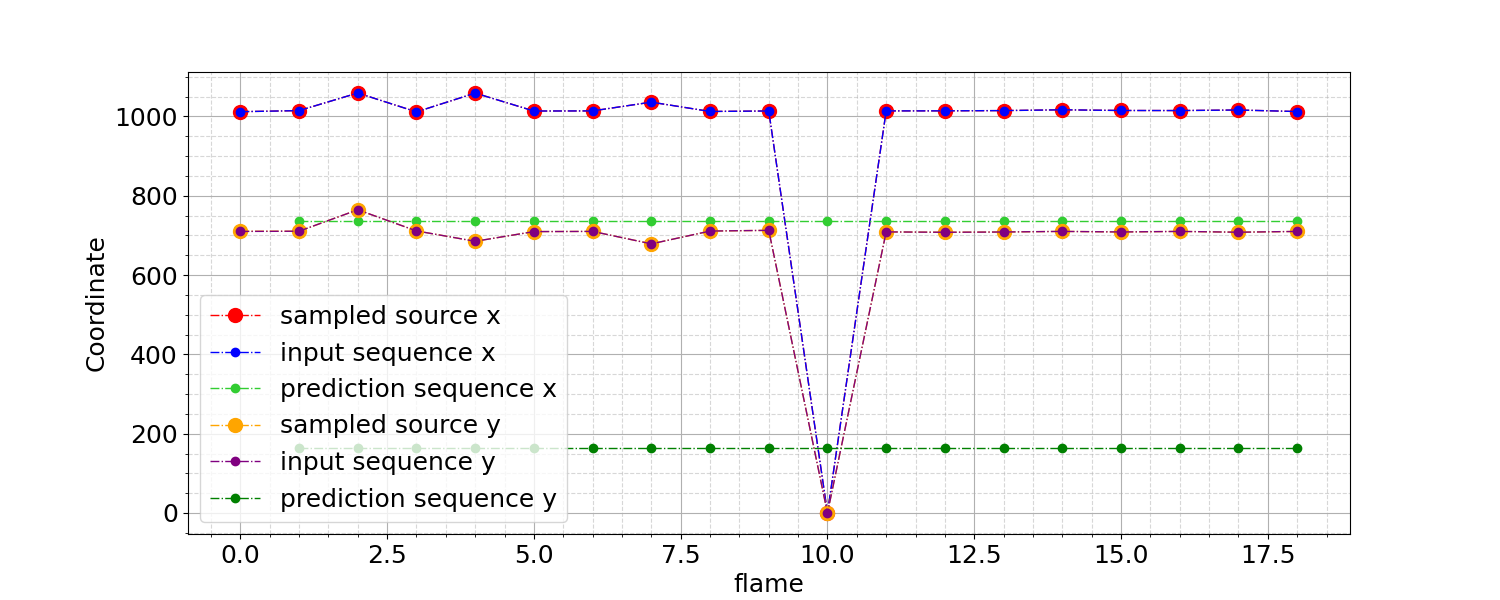 1000
800
600
400
200
0
Coordinate
sampled source x
input sequence x
prediction sequence x
sampled source y
input sequence y
prediction sequence y
0.0 2.5 5.0 7.5 10.0 12.5 15.0 17.5
flame